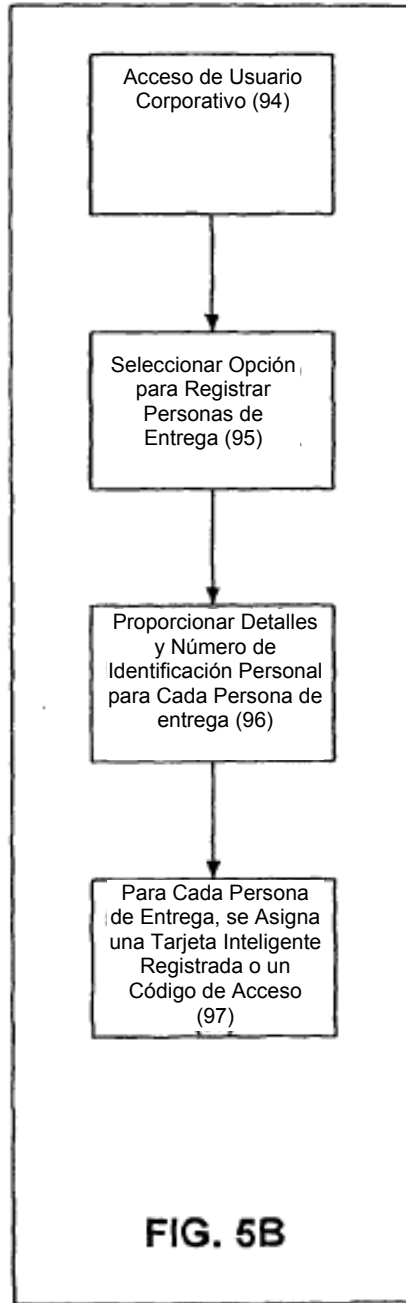 Acceso de Usuario
Corporativo (94)
Seleccionar Opción
para Registrar
Personas de
Entrega (95)
Proporcionar Detalles
y Número de
Identificación Personal
para Cada Persona de
entrega (96)
Para Cada Persona
de Entrega, se Asigna
una Tarjeta Inteligente
Registrada o un
Código de Acceso
(97)
FIG. 5B